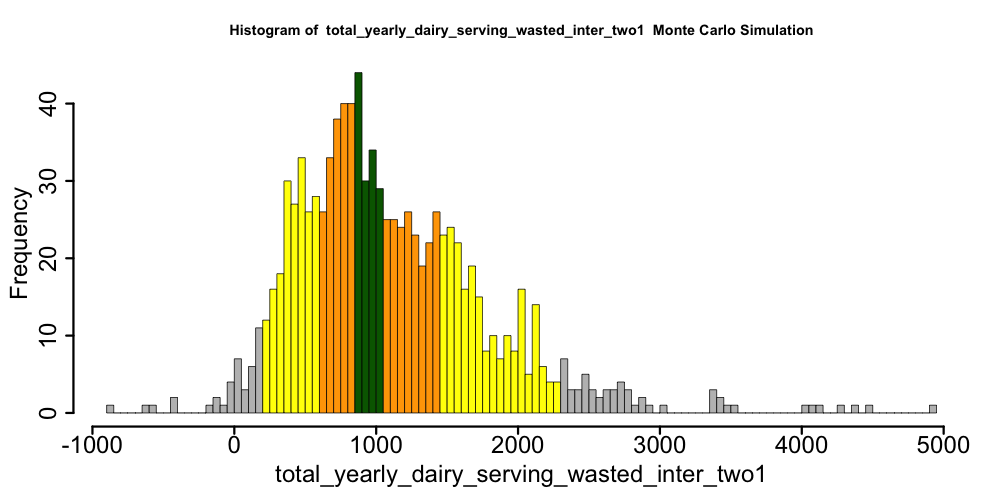 Histogram of  total_yearly_dairy_serving_wasted_inter_two1  Monte Carlo Simulation
Frequency
40
30
20
10
0
-1000 0 1000 2000 3000 4000 5000
total_yearly_dairy_serving_wasted_inter_two1